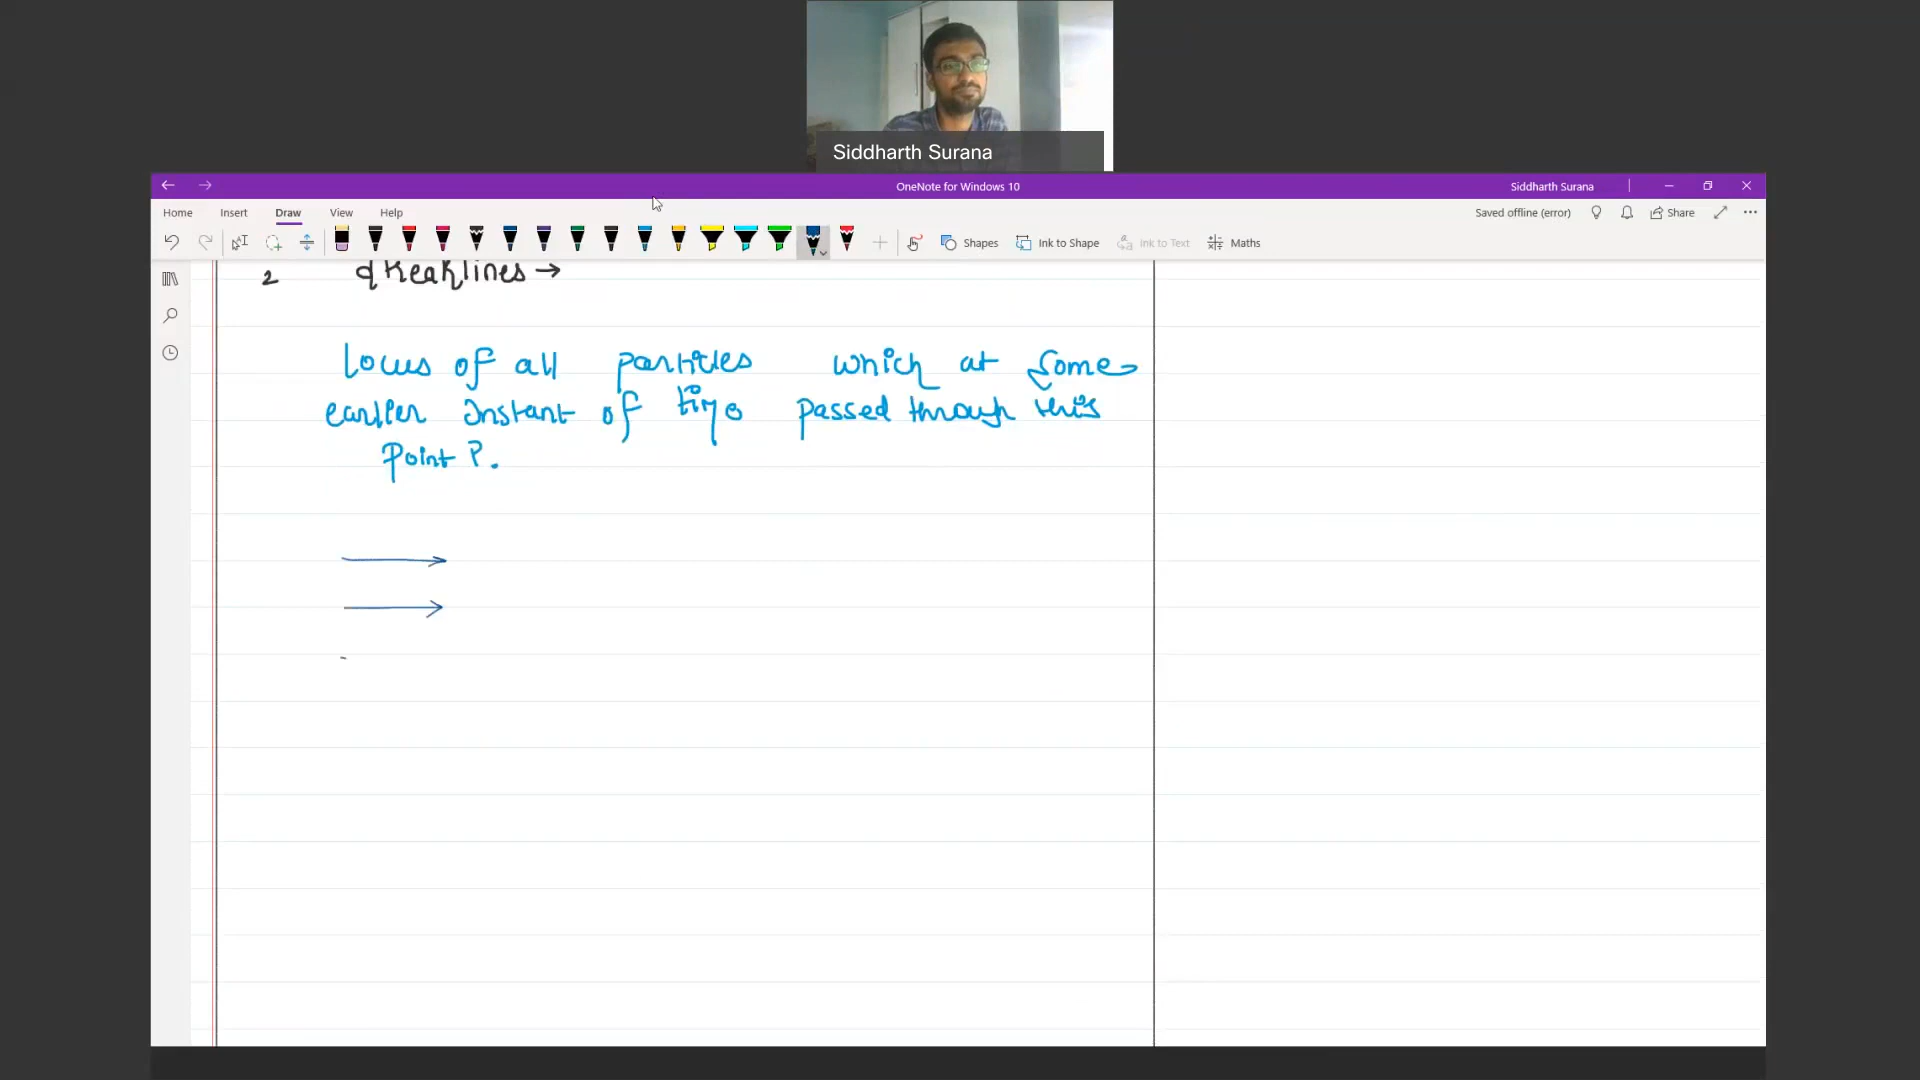 Siddharth Surana
OneNote for Windows 10
Siddharth Surana
Home Insert Draw View Help
Saved offline (error) Share
Shapes Ink to Shape Ink to Text Maths
2 streaklines →
locus of all particles which at some
earlier instant of time passed through this
point P.